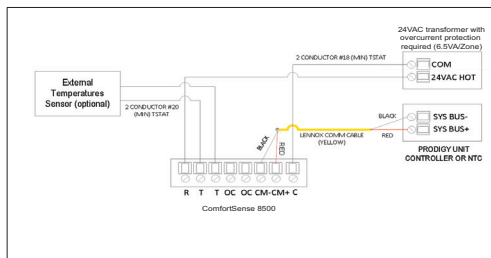 24VAC transformer with
overcurrent protection
required (6.5VA/Zone)
2 CONDUCTOR #18 (MIN) TSTAT
COM
24VAC HOT
External
Temperatures
Sensor (optional)
2 CONDUCTOR #20
(MIN) TSTAT
BLACK
SYS BUS-
LENNOX COMM CABLE
(YELLOW)
RED
SYS BUS+
BLACK
RED
PRODIGY UNIT
CONTROLLER OR NTC
R T T OC OC CM- CM+ C
ComfortSense 8500